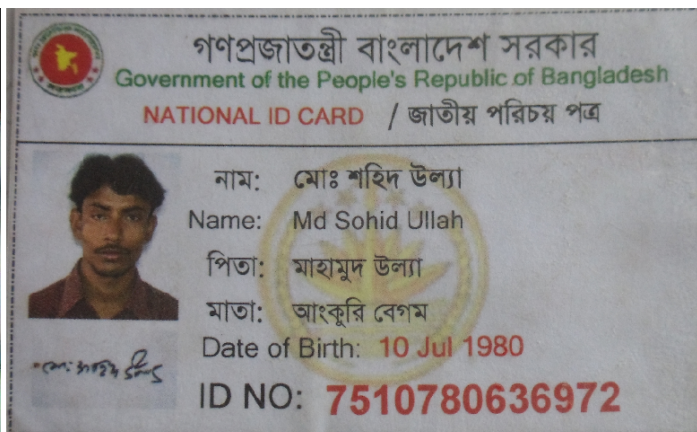 গণপ্রজাতন্ত্রী বাংলাদেশ সরকার
Government of the People's Republic of Bangladesh
NATIONAL ID CARD / জাতীয় পরিচয় পত্র
নাম: মোঃ শহিদ উল্যা
Name: Md Sohid Ullah
পিতা: মাহামুদ উল্যা
মাতা: আংকুরি বেগম
Date of Birth: 10 Jul 1980
ID NO: 7510780636972